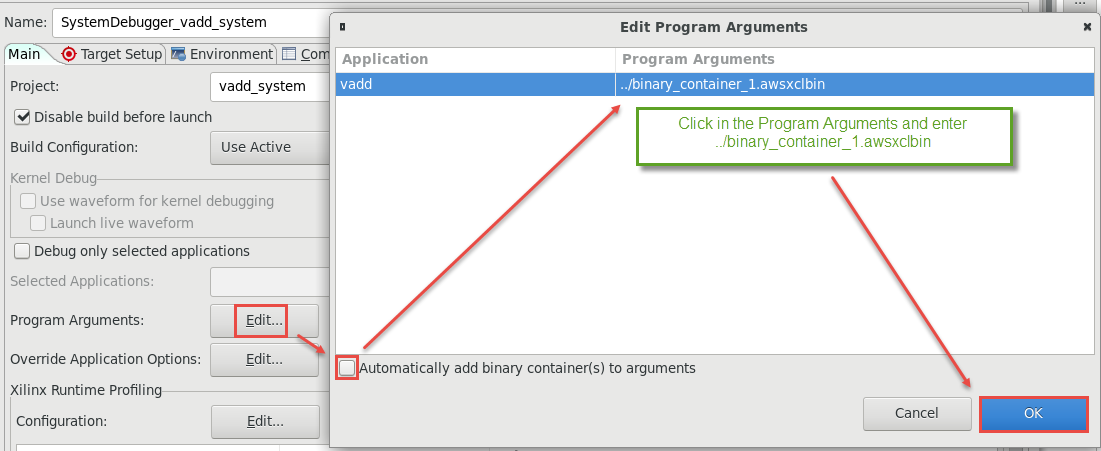 Name:
SystemDebugger_vadd_system
Main
Target Setup
Environment
Com
Project:
vadd_system
Disable build before launch
Build Configuration:
Use Active
Kernel Debug
Use waveform for kernel debugging
Launch live waveform
Debug only selected applications
Selected Applications:
Program Arguments:
Edit...
Override Application Options:
Edit...
Xilinx Runtime Profiling
Configuration:
Edit...
Edit Program Arguments
Application
Program Arguments
vadd
../binary_container_1.awsxclbin
Click in the Program Arguments and enter
../binary_container_1.awsxclbin
Automatically add binary container(s) to arguments
Cancel
OK
...